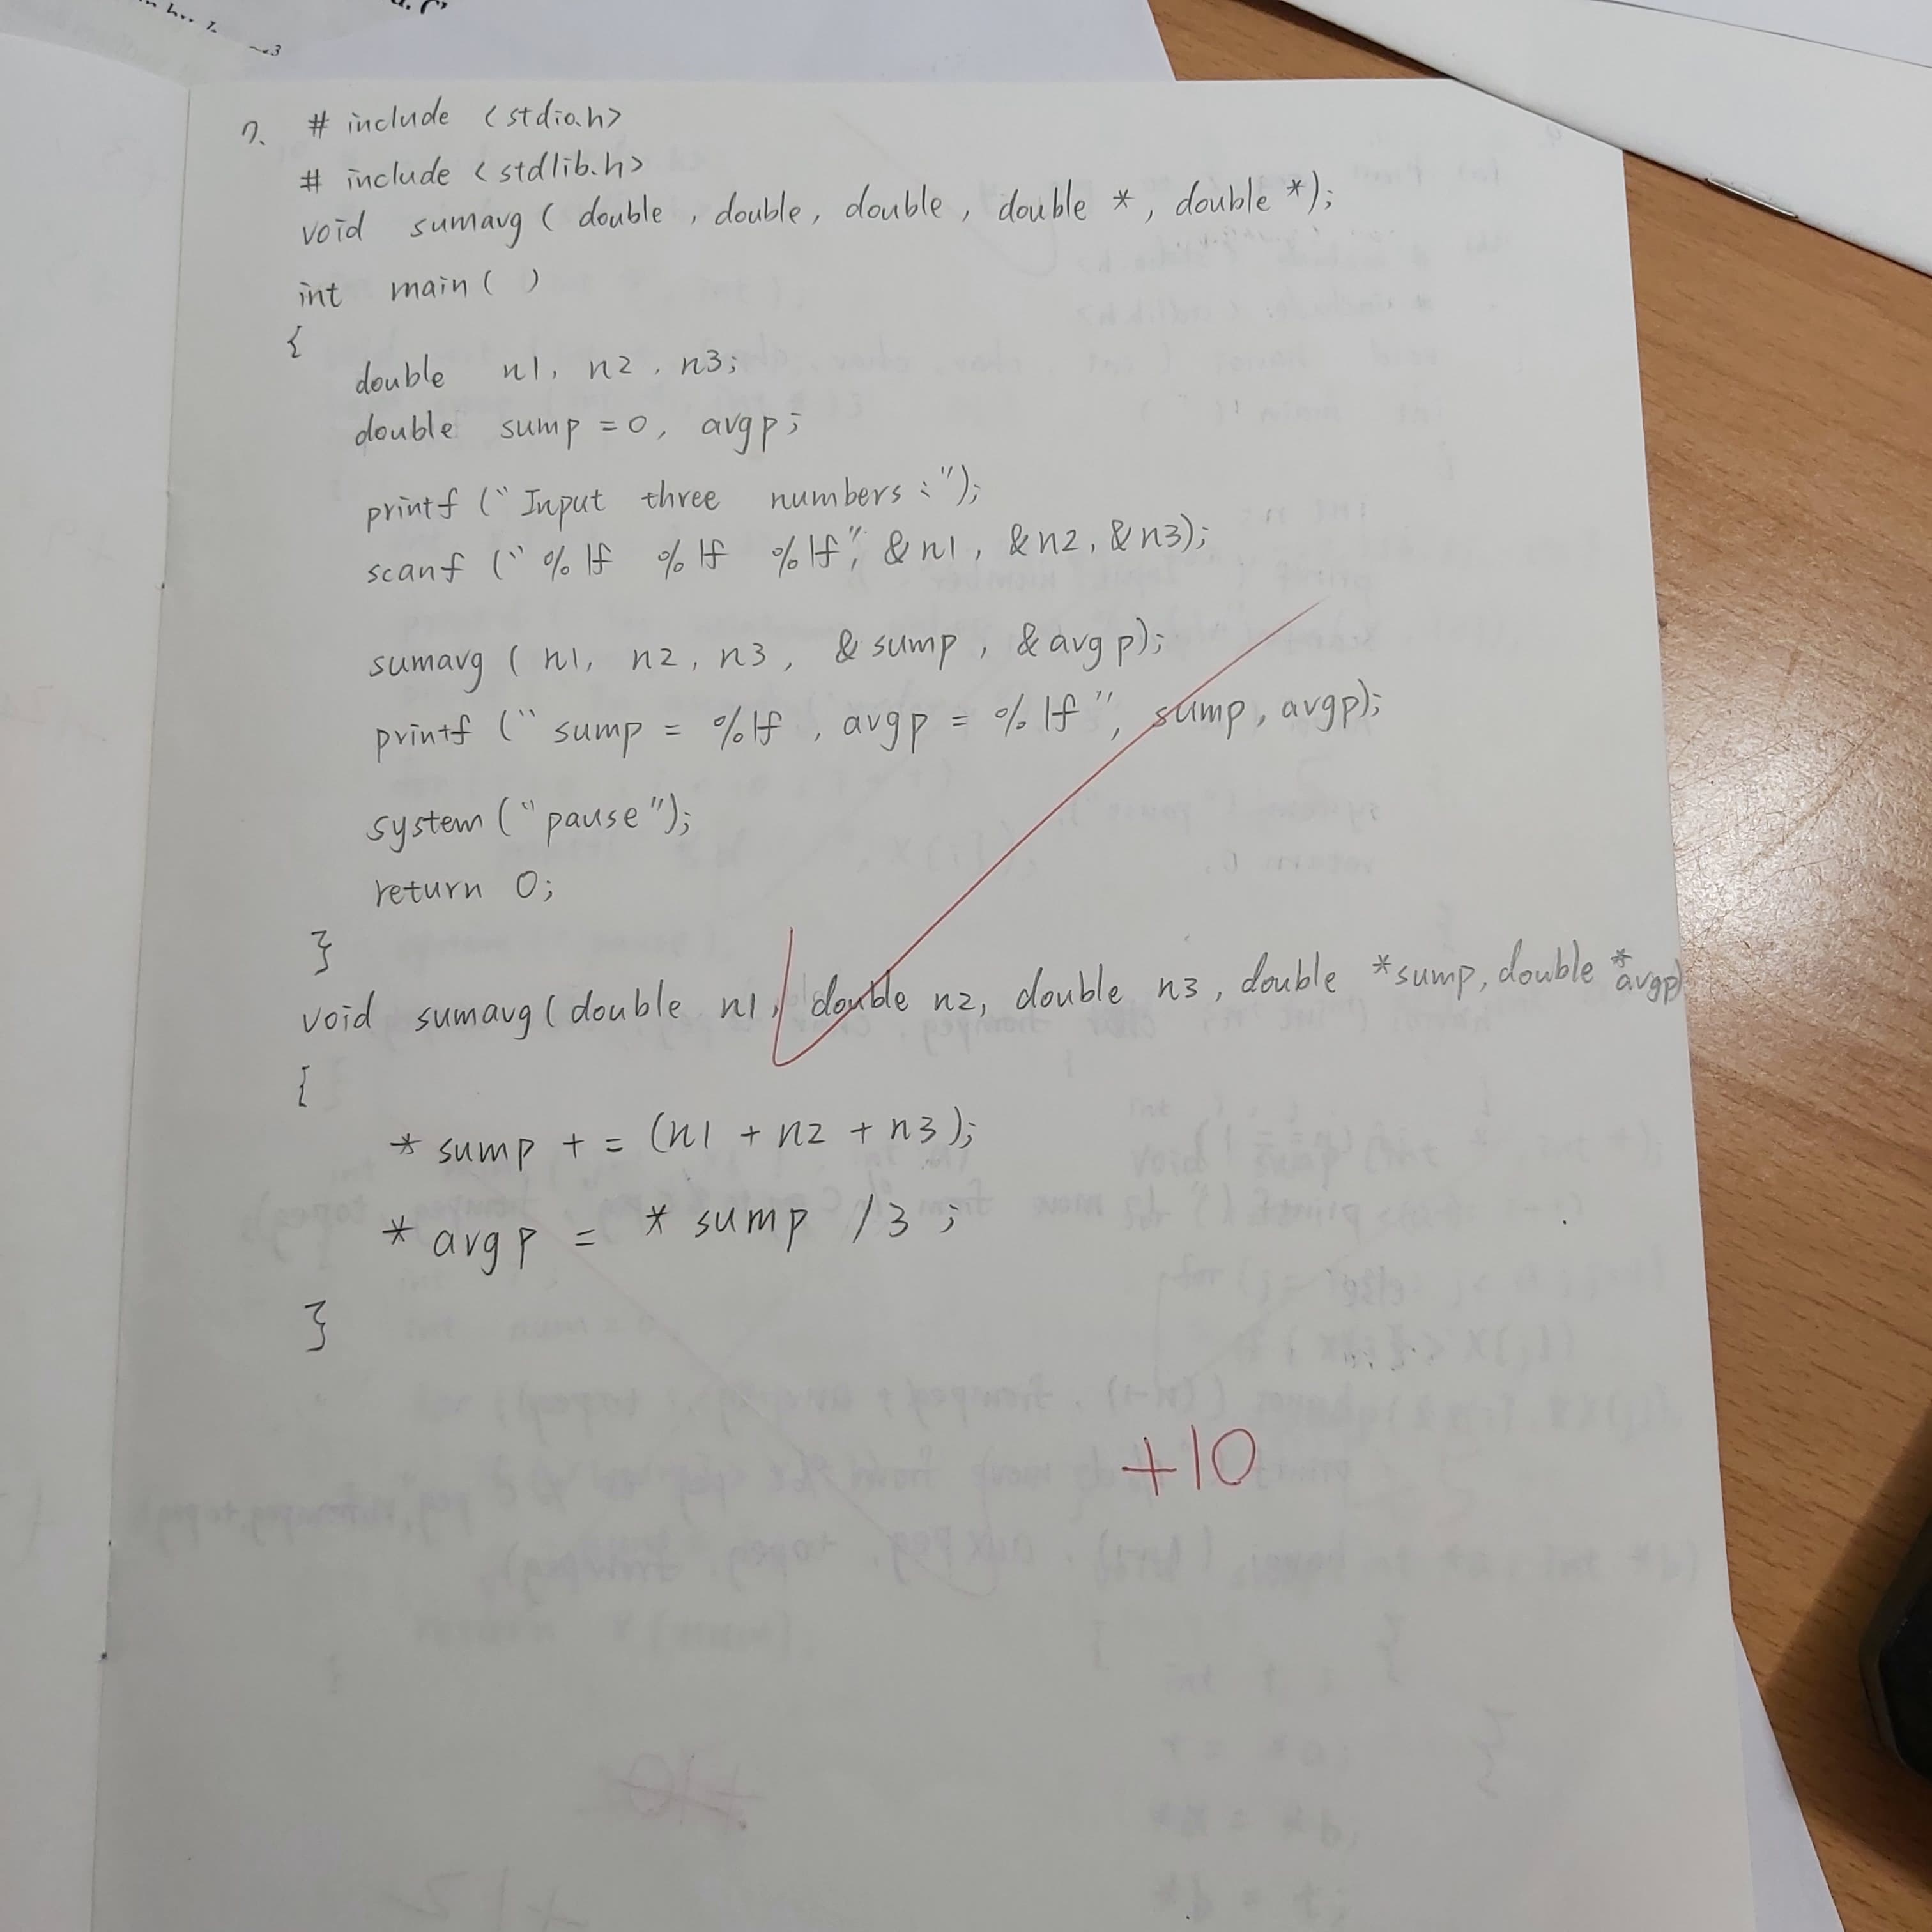 7. # include <stdio.h>
# include <stdlib.h>
void sumavg ( double , double, double , double *, double *);
int main ( )
{
double n1, n2, n3;
double sump = 0, avgp;
printf ("Input three numbers :");
scanf (" %lf %lf %lf", &n1, &n2, &n3);
sumavg ( n1, n2, n3, &sump, &avgp);
printf (" sump = %lf , avgp = %lf ", sump, avgp);
system ("pause");
return 0;
}
void sumavg (double n1, double n2, double n3, double *sump, double *avgp)
{
* sump += (n1 + n2 + n3);
* avgp = * sump /3 ;
}
+10